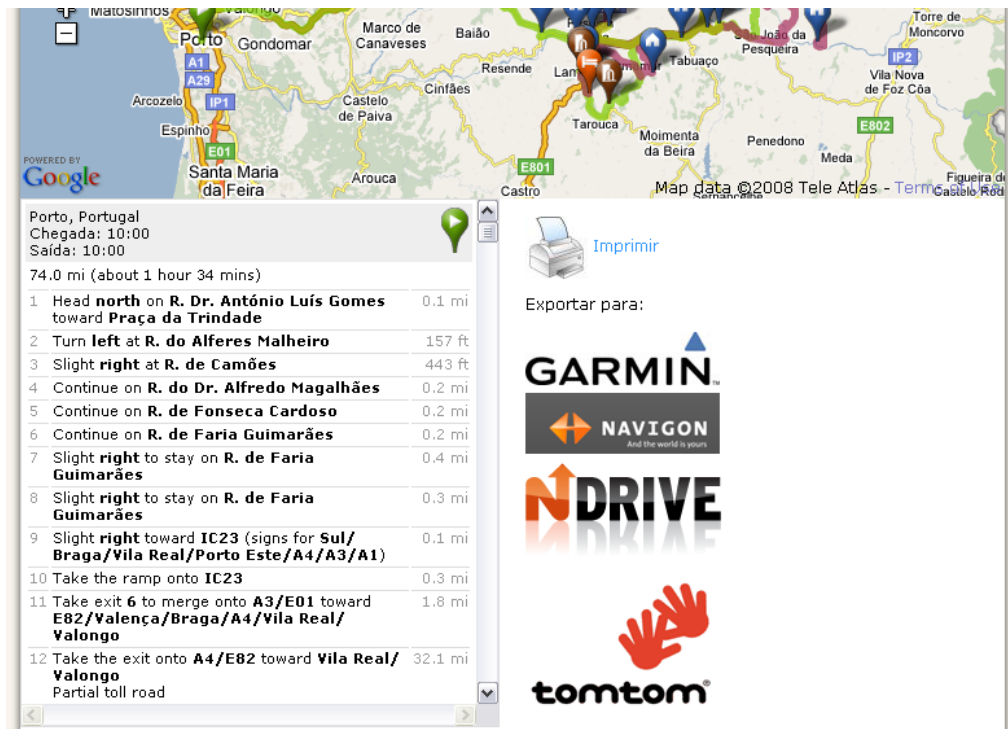 Matosinhos
Valongo
Porto
Gondomar
Marco de
Canaveses
Baião
São João da
Pesqueira
Torre de
Moncorvo
A1
A29
IP1
IP2
Resende
Tabuaço
Vila Nova
de Foz Côa
Arcozelo
Castelo
de Paiva
Cinfães
Espinho
Tarouca
Moimenta
da Beira
Penedono
E802
Meda
E01
E801
POWERED BY
Google
Santa Maria
da Feira
Arouca
Castro
Map data ©2008 Tele Atlas - Terms of Use
Porto, Portugal
Chegada: 10:00
Saída: 10:00
74.0 mi (about 1 hour 34 mins)
1 Head north on R. Dr. António Luís Gomes 0.1 mi
toward Praça da Trindade
2 Turn left at R. do Alferes Malheiro 157 ft
3 Slight right at R. de Camões 443 ft
4 Continue on R. do Dr. Alfredo Magalhães 0.2 mi
5 Continue on R. de Fonseca Cardoso 0.2 mi
6 Continue on R. de Faria Guimarães 0.2 mi
7 Slight right to stay on R. de Faria 0.4 mi
Guimarães
8 Slight right to stay on R. de Faria 0.3 mi
Guimarães
9 Slight right toward IC23 (signs for Sul/ 0.1 mi
Braga/Vila Real/Porto Este/A4/A3/A1)
10 Take the ramp onto IC23 0.3 mi
11 Take exit 6 to merge onto A3/E01 toward 1.8 mi
E82/Valença/Braga/A4/Vila Real/
Valongo
12 Take the exit onto A4/E82 toward Vila Real/ 32.1 mi
Valongo
Partial toll road
Imprimir
Exportar para:
GARMIN™
NAVIGON
And the world is yours
NDRIVE
tomtom®